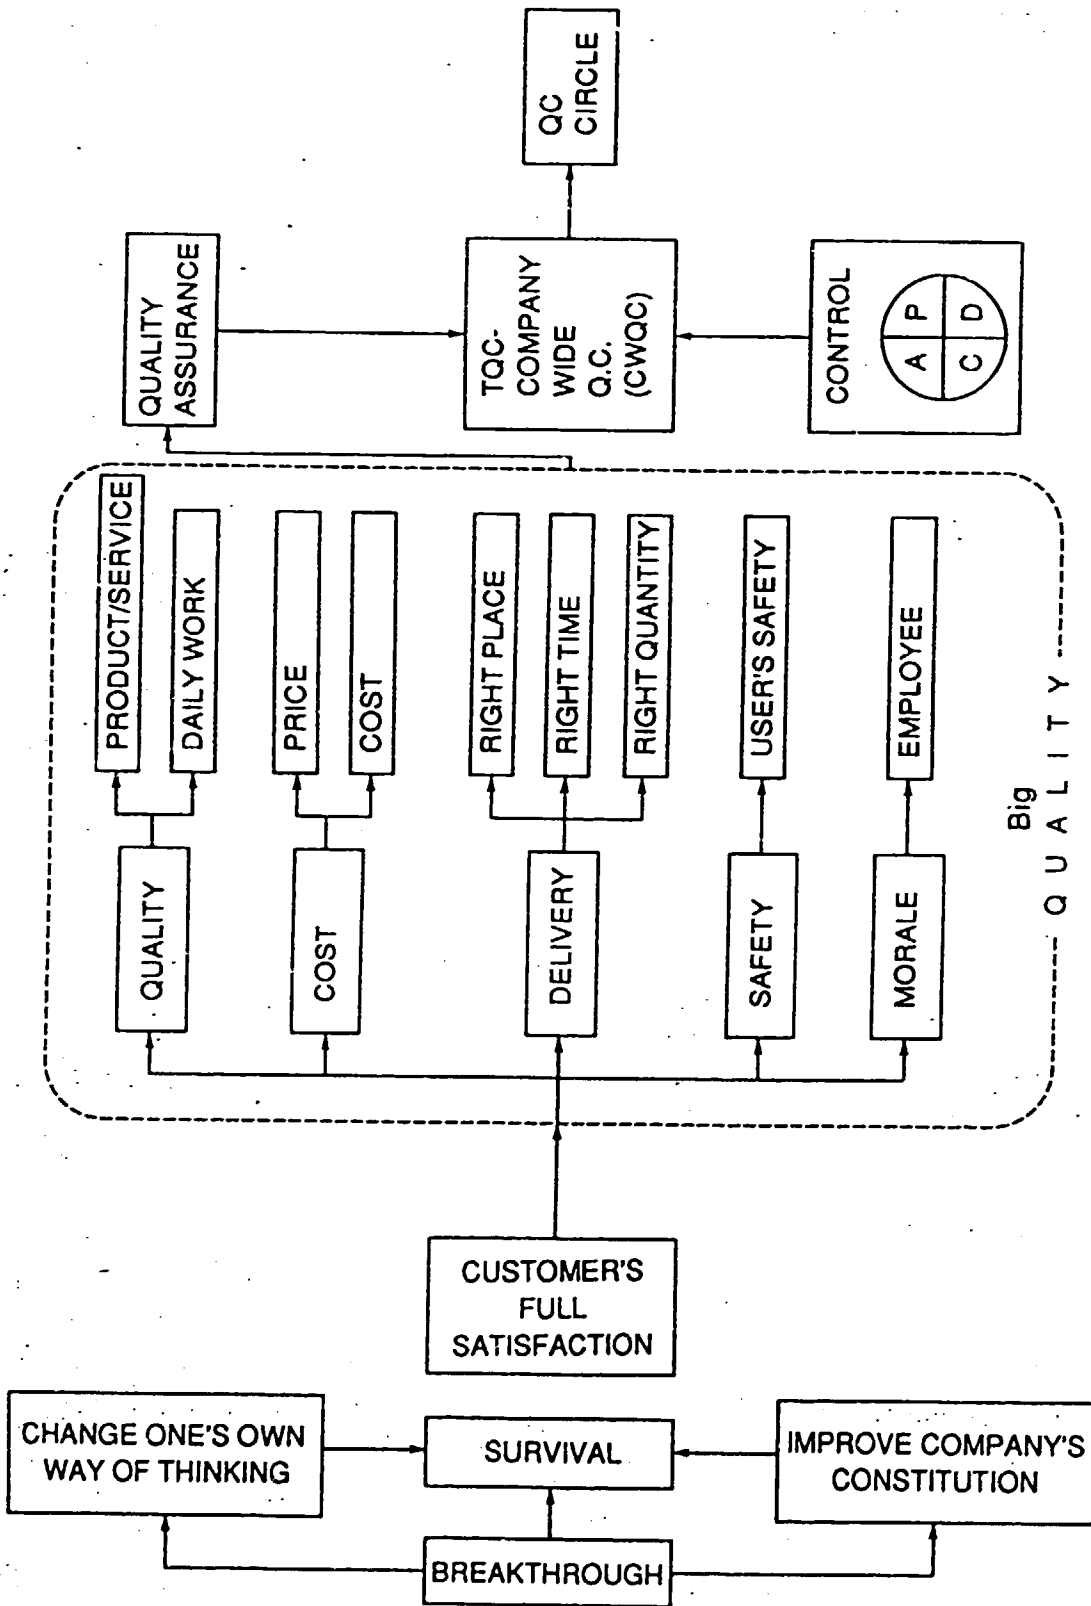 BREAKTHROUGH
CHANGE ONE'S OWN
WAY OF THINKING
SURVIVAL
IMPROVE COMPANY'S
CONSTITUTION
CUSTOMER'S
FULL
SATISFACTION
QUALITY
PRODUCT/SERVICE
DAILY WORK
COST
PRICE
COST
DELIVERY
RIGHT PLACE
RIGHT TIME
RIGHT QUANTITY
SAFETY
USER'S SAFETY
MORALE
EMPLOYEE
Big
QUALITY
QUALITY
ASSURANCE
TQC-
COMPANY
WIDE
Q.C.
(CWQC)
QC
CIRCLE
CONTROL
A P
C D